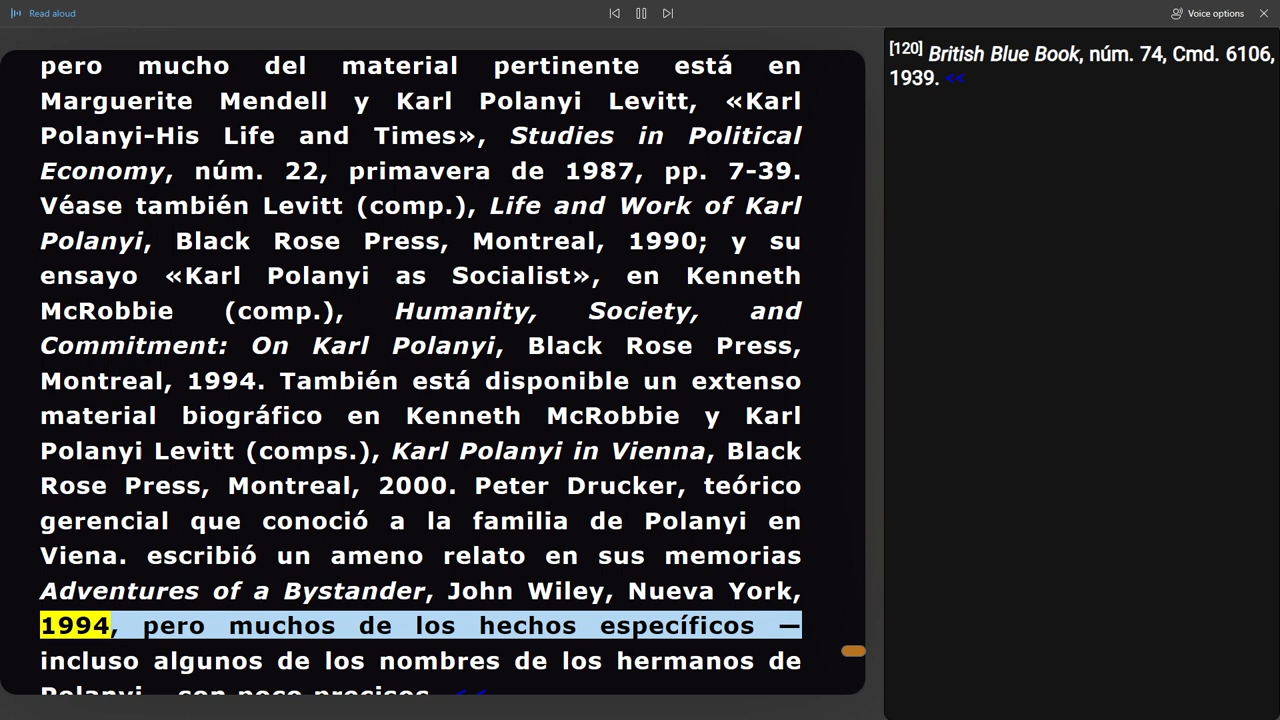 Read aloud
Voice options
pero mucho del material pertinente está en
Marguerite Mendell y Karl Polanyi Levitt, «Karl
Polanyi-His Life and Times», Studies in Political
Economy, núm. 22, primavera de 1987, pp. 7-39.
Véase también Levitt (comp.), Life and Work of Karl
Polanyi, Black Rose Press, Montreal, 1990; y su
ensayo «Karl Polanyi as Socialist», en Kenneth
McRobbie (comp.), Humanity, Society, and
Commitment: On Karl Polanyi, Black Rose Press,
Montreal, 1994. También está disponible un extenso
material biográfico en Kenneth McRobbie y Karl
Polanyi Levitt (comps.), Karl Polanyi in Vienna, Black
Rose Press, Montreal, 2000. Peter Drucker, teórico
gerencial que conoció a la familia de Polanyi en
Viena. escribió un ameno relato en sus memorias
Adventures of a Bystander, John Wiley, Nueva York,
1994, pero muchos de los hechos específicos —
incluso algunos de los nombres de los hermanos de
Polanyi— son poco precisos. <<
[120] British Blue Book, núm. 74, Cmd. 6106,
1939. <<